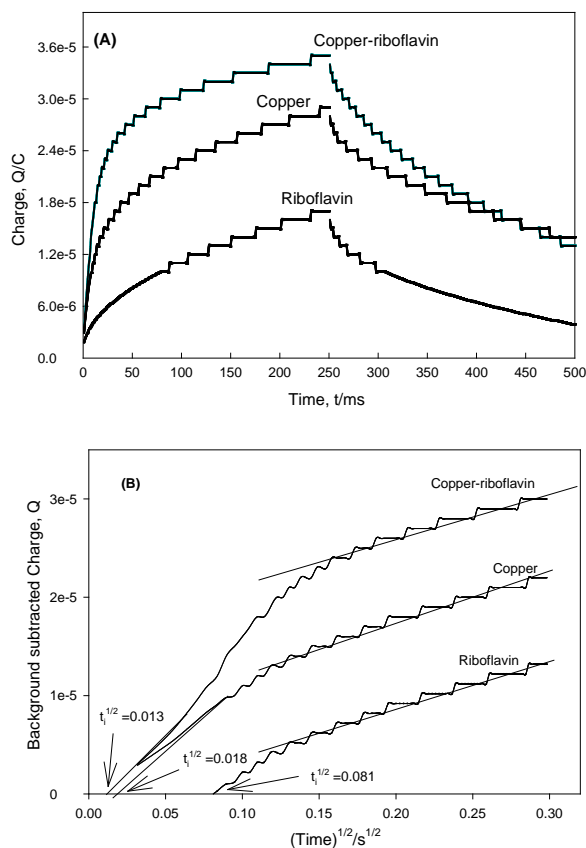 (A)
Copper-riboflavin
Copper
Riboflavin
Charge, Q/C
3.6e-5
3.0e-5
2.4e-5
1.8e-5
1.2e-5
6.0e-6
0.0
0 50 100 150 200 250 300 350 400 450 500
Time, t/ms
(B)
Copper-riboflavin
Copper
Riboflavin
Background subtracted Charge, Q
3e-5
2e-5
1e-5
0
t_i^1/2=0.013
t_i^1/2=0.018
t_i^1/2=0.081
0.00 0.05 0.10 0.15 0.20 0.25 0.30
(Time)^1/2/s^1/2